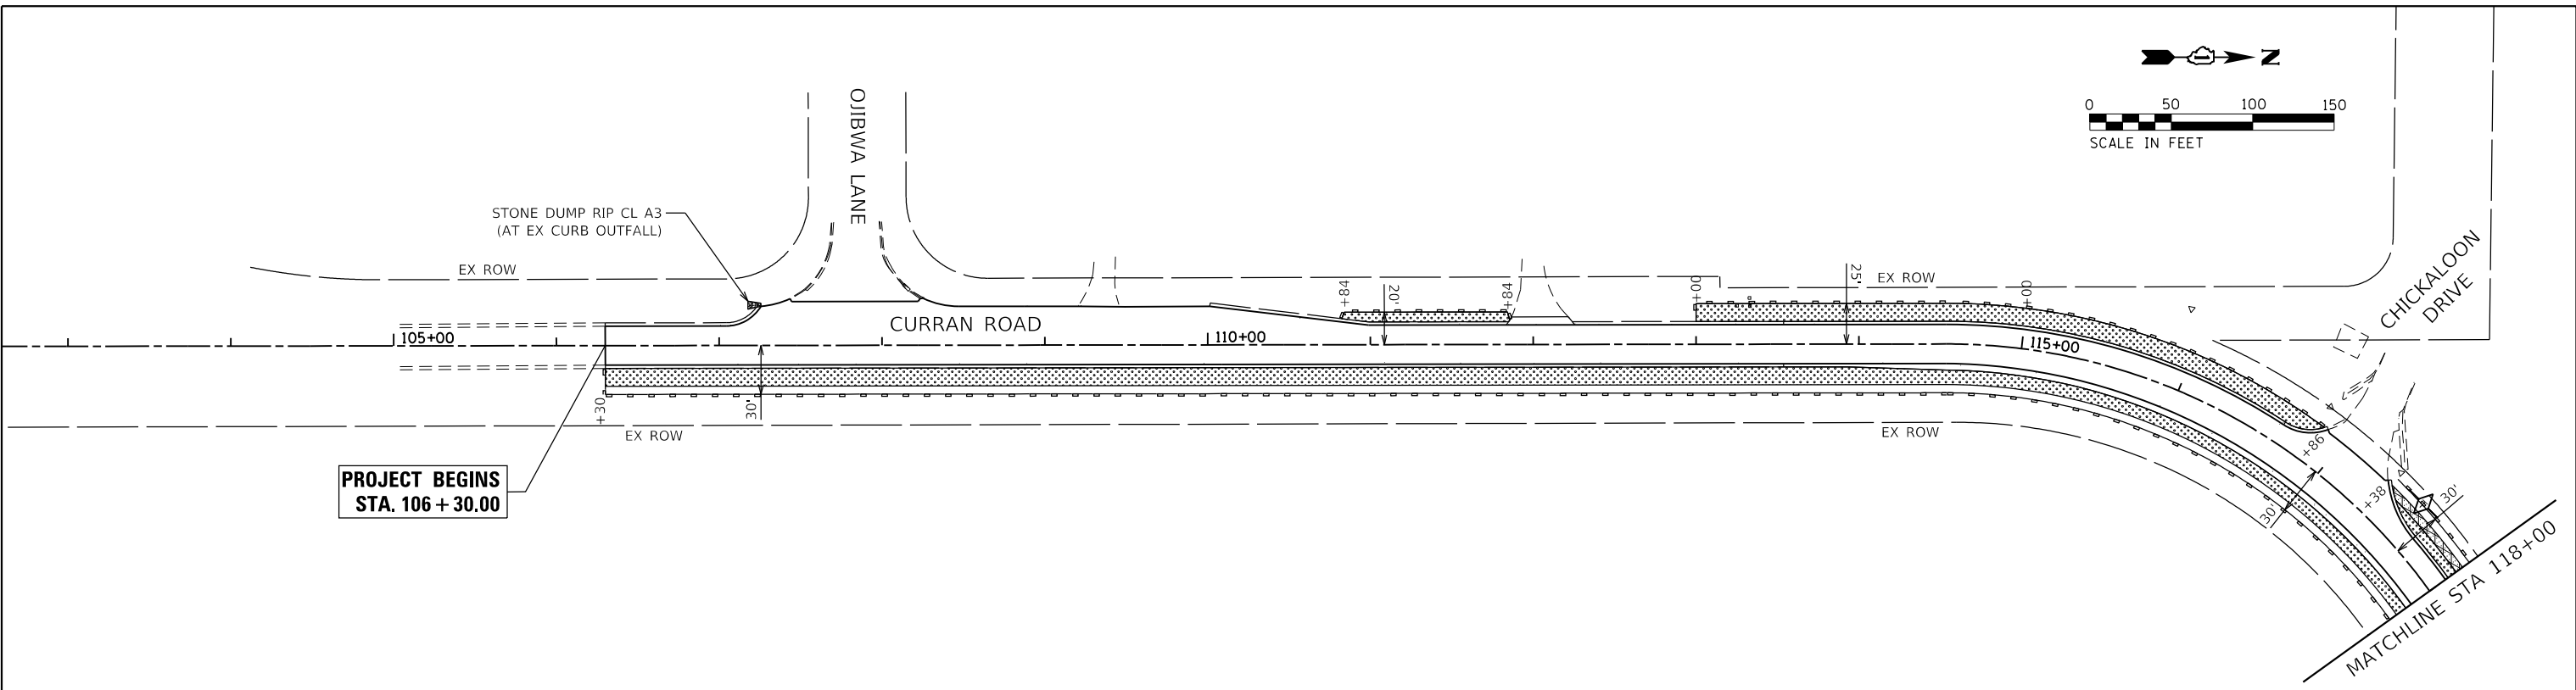 N
0 50 100 150
SCALE IN FEET
OJIBWA LANE
STONE DUMP RIP CL A3
(AT EX CURB OUTFALL)
EX ROW
CURRAN ROAD
105+00
110+00
115+00
+84
20'
+84
+00
25'
EX ROW
+00
CHICKALOON
DRIVE
+30
30'
EX ROW
EX ROW
PROJECT BEGINS
STA. 106+30.00
+86
30'
+38
30'
MATCHLINE STA 118+00